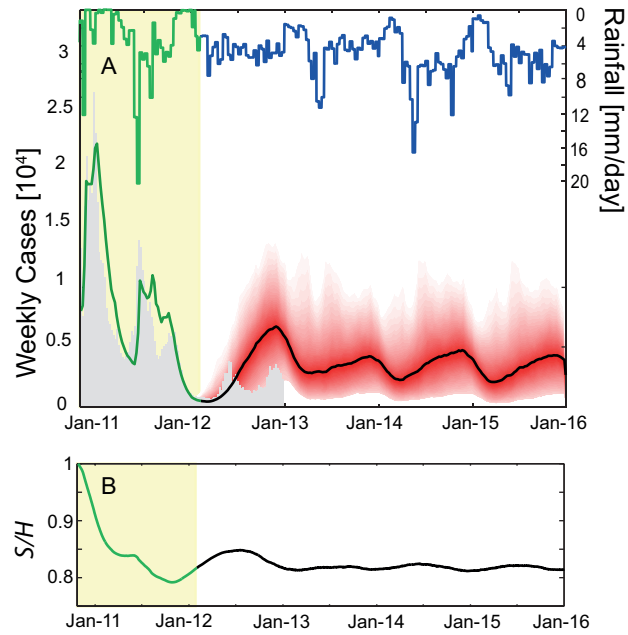 A
Weekly Cases [10⁴]
3
2.5
2
1.5
1
0.5
0
Rainfall [mm/day]
0
4
8
12
16
20
Jan-11
Jan-12
Jan-13
Jan-14
Jan-15
Jan-16
B
S/H
1
0.9
0.8
Jan-11
Jan-12
Jan-13
Jan-14
Jan-15
Jan-16